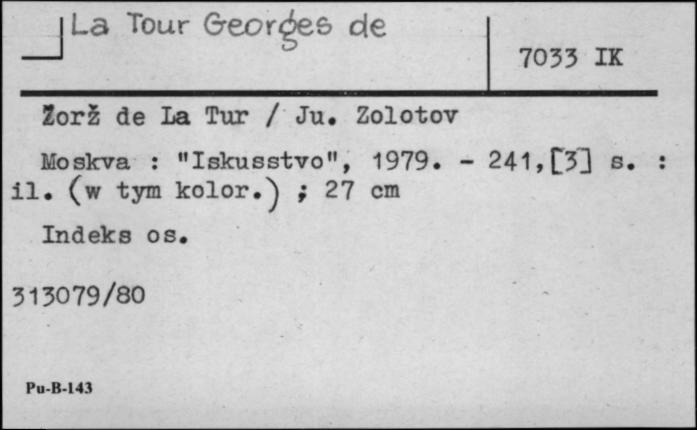 La Tour Georges de
7033 IK
Žorž de La Tur / Ju. Zolotov
Moskva : "Iskusstvo", 1979. - 241,[3] s. :
il. (w tym kolor.) ; 27 cm
Indeks os.
313079/80
Pu-B-143